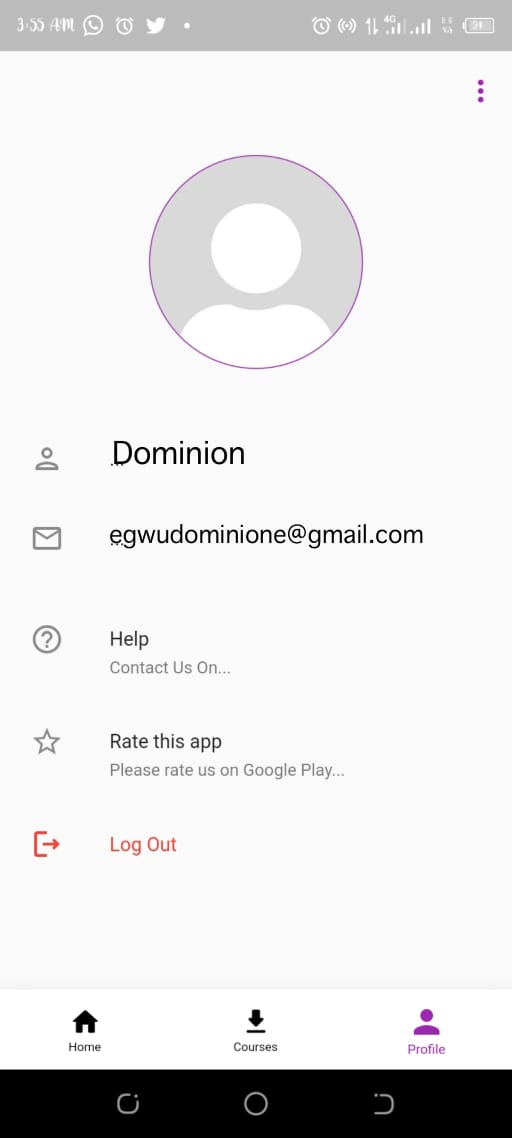 3:55 AM
4G
Dominion
egwudominione@gmail.com
Help
Contact Us On...
Rate this app
Please rate us on Google Play...
Log Out
Home
Courses
Profile